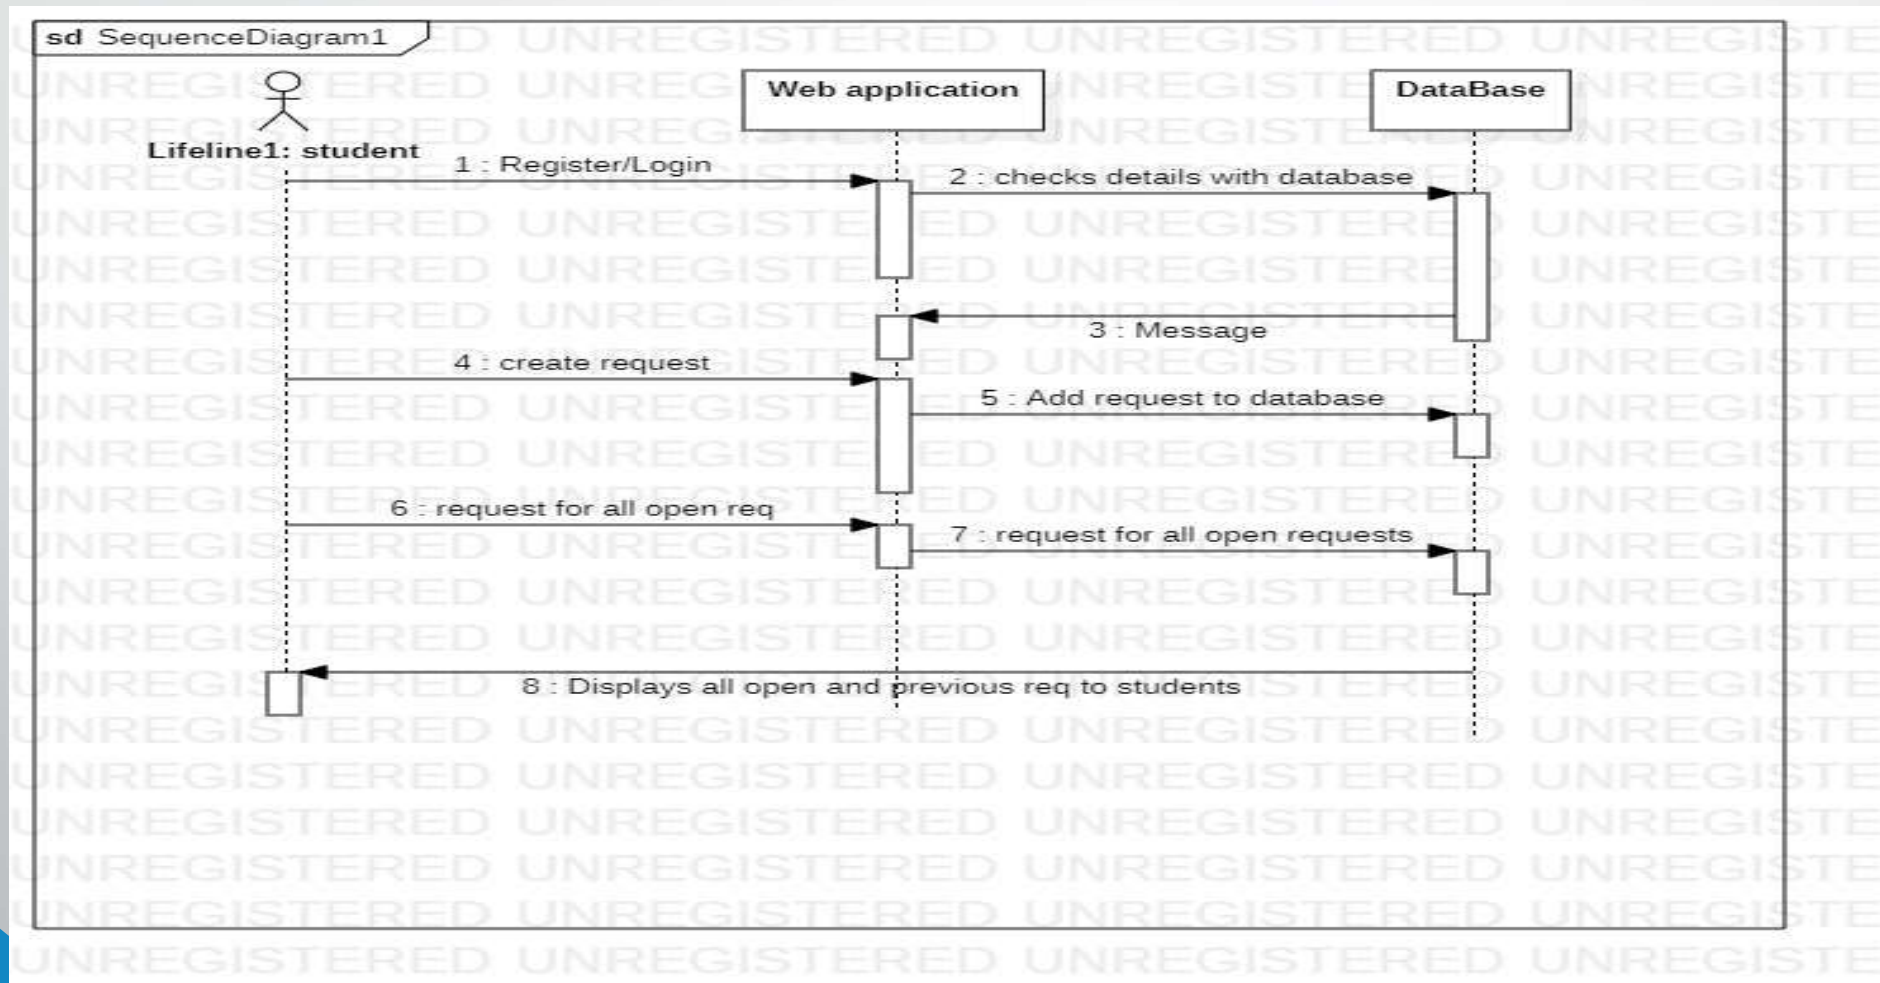 sd SequenceDiagram1
Web application
DataBase
Lifeline1: student
1 : Register/Login
2 : checks details with database
3 : Message
4 : create request
5 : Add request to database
6 : request for all open req
7 : request for all open requests
8 : Displays all open and previous req to students
UNREGISTERED